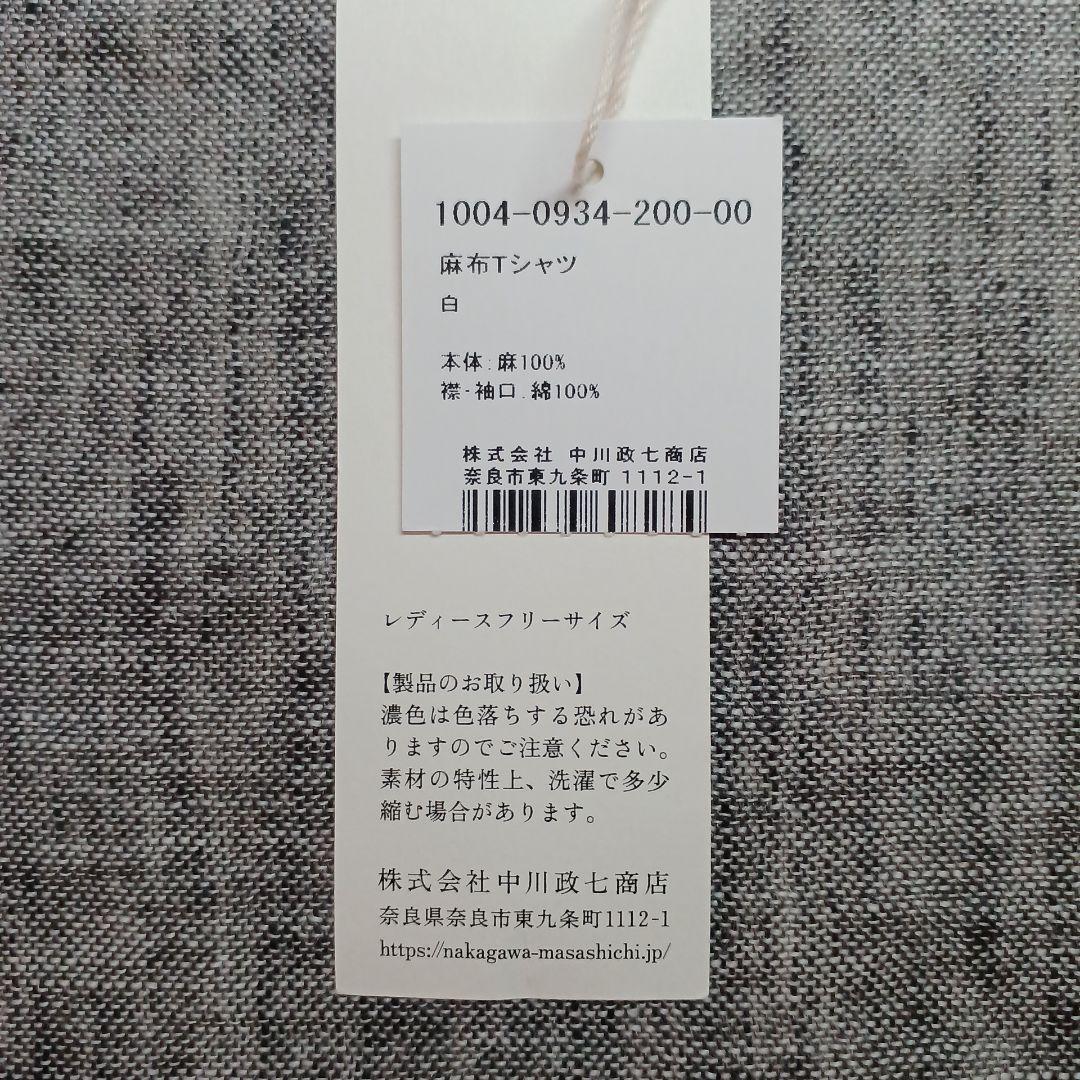 1004-0934-200-00
麻布Tシャツ
白
本体:麻100%
襟・袖口:綿100%
株式会社 中川政七商店
奈良市東九条町 1112-1
レディースフリーサイズ
【製品のお取り扱い】
濃色は色落ちする恐れがあ
りますのでご注意ください。
素材の特性上、洗濯で多少
縮む場合があります。
株式会社中川政七商店
奈良県奈良市東九条町1112-1
https://nakagawa-masashichi.jp/